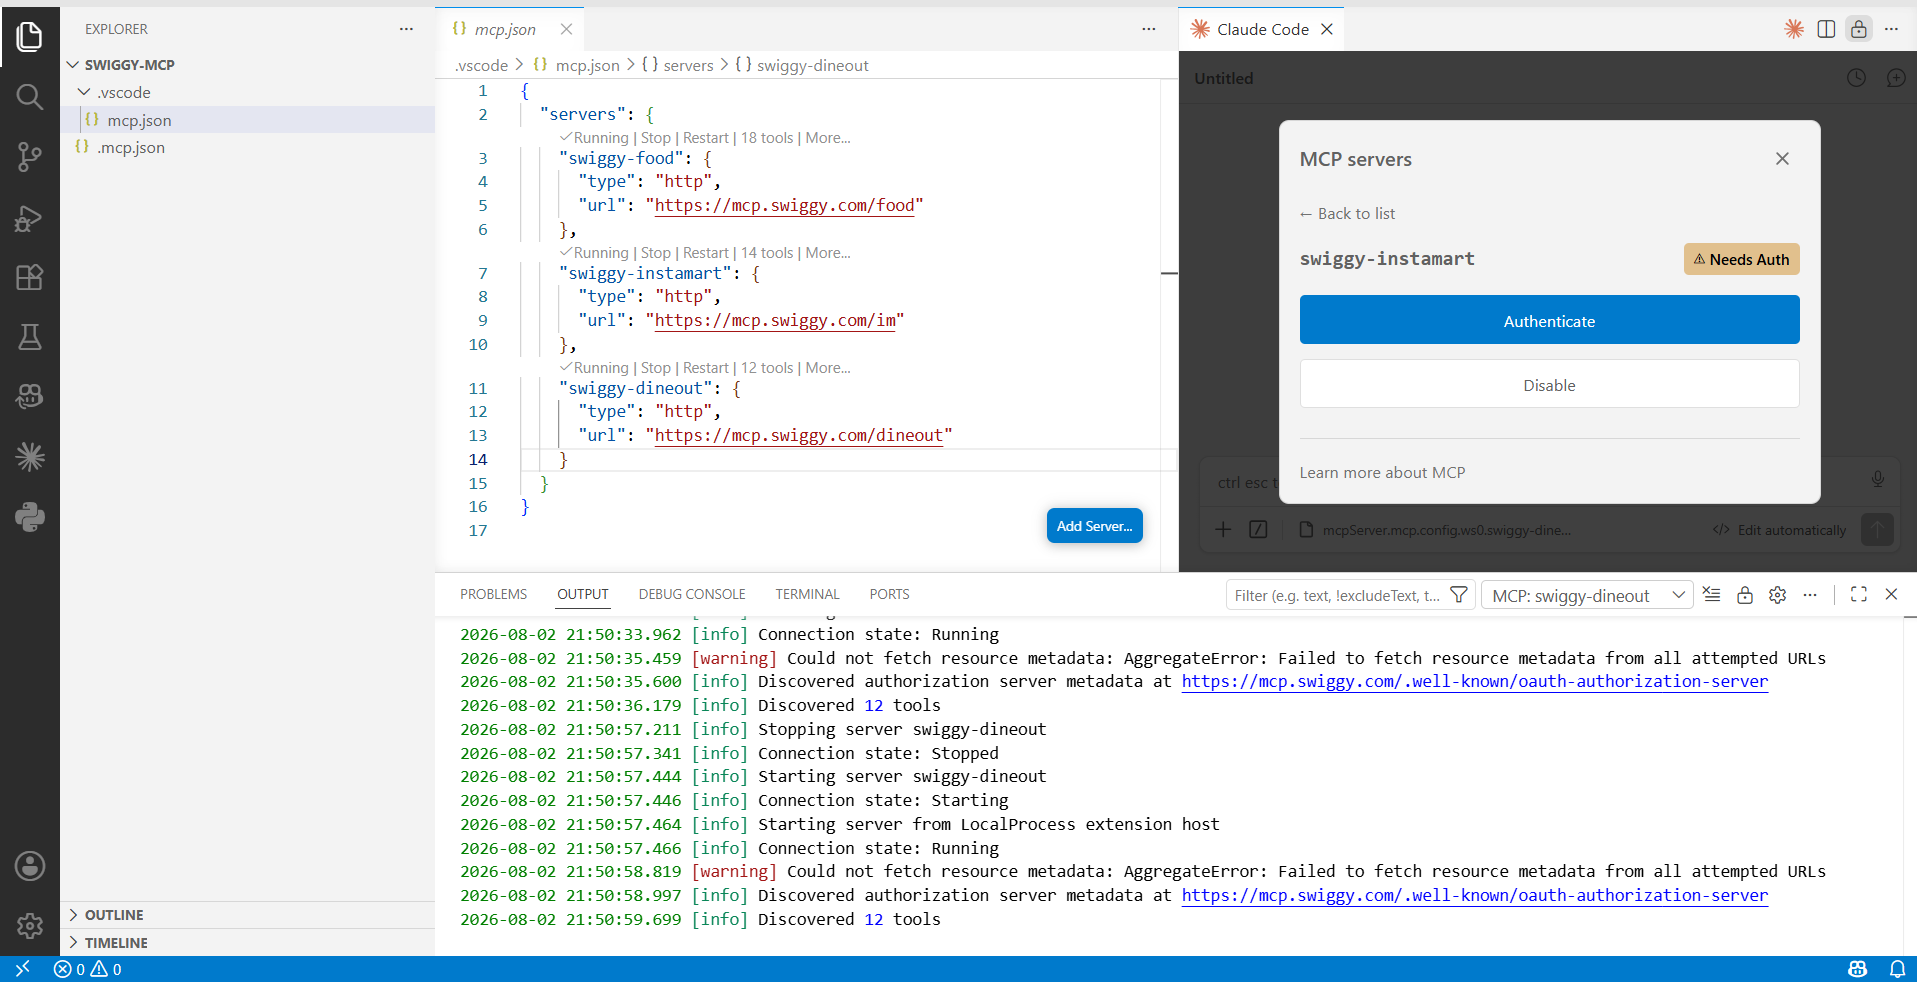 EXPLORER
SWIGGY-MCP
.vscode
{} mcp.json
{} .mcp.json
OUTLINE
TIMELINE
{} mcp.json
.vscode > {} mcp.json > {} servers > {} swiggy-dineout
1 {
2 "servers": {
✓Running | Stop | Restart | 18 tools | More...
3 "swiggy-food": {
4 "type": "http",
5 "url": "https://mcp.swiggy.com/food"
6 },
✓Running | Stop | Restart | 14 tools | More...
7 "swiggy-instamart": {
8 "type": "http",
9 "url": "https://mcp.swiggy.com/im"
10 },
✓Running | Stop | Restart | 12 tools | More...
11 "swiggy-dineout": {
12 "type": "http",
13 "url": "https://mcp.swiggy.com/dineout"
14 }
15 }
16 }
17
Add Server...
Claude Code
Untitled
MCP servers
← Back to list
swiggy-instamart
⚠ Needs Auth
Authenticate
Disable
Learn more about MCP
ctrl esc
mcpServer.mcp.config.ws0.swiggy-dine...
</> Edit automatically
PROBLEMS OUTPUT DEBUG CONSOLE TERMINAL PORTS
Filter (e.g. text, !excludeText, t...
MCP: swiggy-dineout
2026-08-02 21:50:33.962 [info] Connection state: Running
2026-08-02 21:50:35.459 [warning] Could not fetch resource metadata: AggregateError: Failed to fetch resource metadata from all attempted URLs
2026-08-02 21:50:35.600 [info] Discovered authorization server metadata at https://mcp.swiggy.com/.well-known/oauth-authorization-server
2026-08-02 21:50:36.179 [info] Discovered 12 tools
2026-08-02 21:50:57.211 [info] Stopping server swiggy-dineout
2026-08-02 21:50:57.341 [info] Connection state: Stopped
2026-08-02 21:50:57.444 [info] Starting server swiggy-dineout
2026-08-02 21:50:57.446 [info] Connection state: Starting
2026-08-02 21:50:57.464 [info] Starting server from LocalProcess extension host
2026-08-02 21:50:57.466 [info] Connection state: Running
2026-08-02 21:50:58.819 [warning] Could not fetch resource metadata: AggregateError: Failed to fetch resource metadata from all attempted URLs
2026-08-02 21:50:58.997 [info] Discovered authorization server metadata at https://mcp.swiggy.com/.well-known/oauth-authorization-server
2026-08-02 21:50:59.699 [info] Discovered 12 tools
0 0